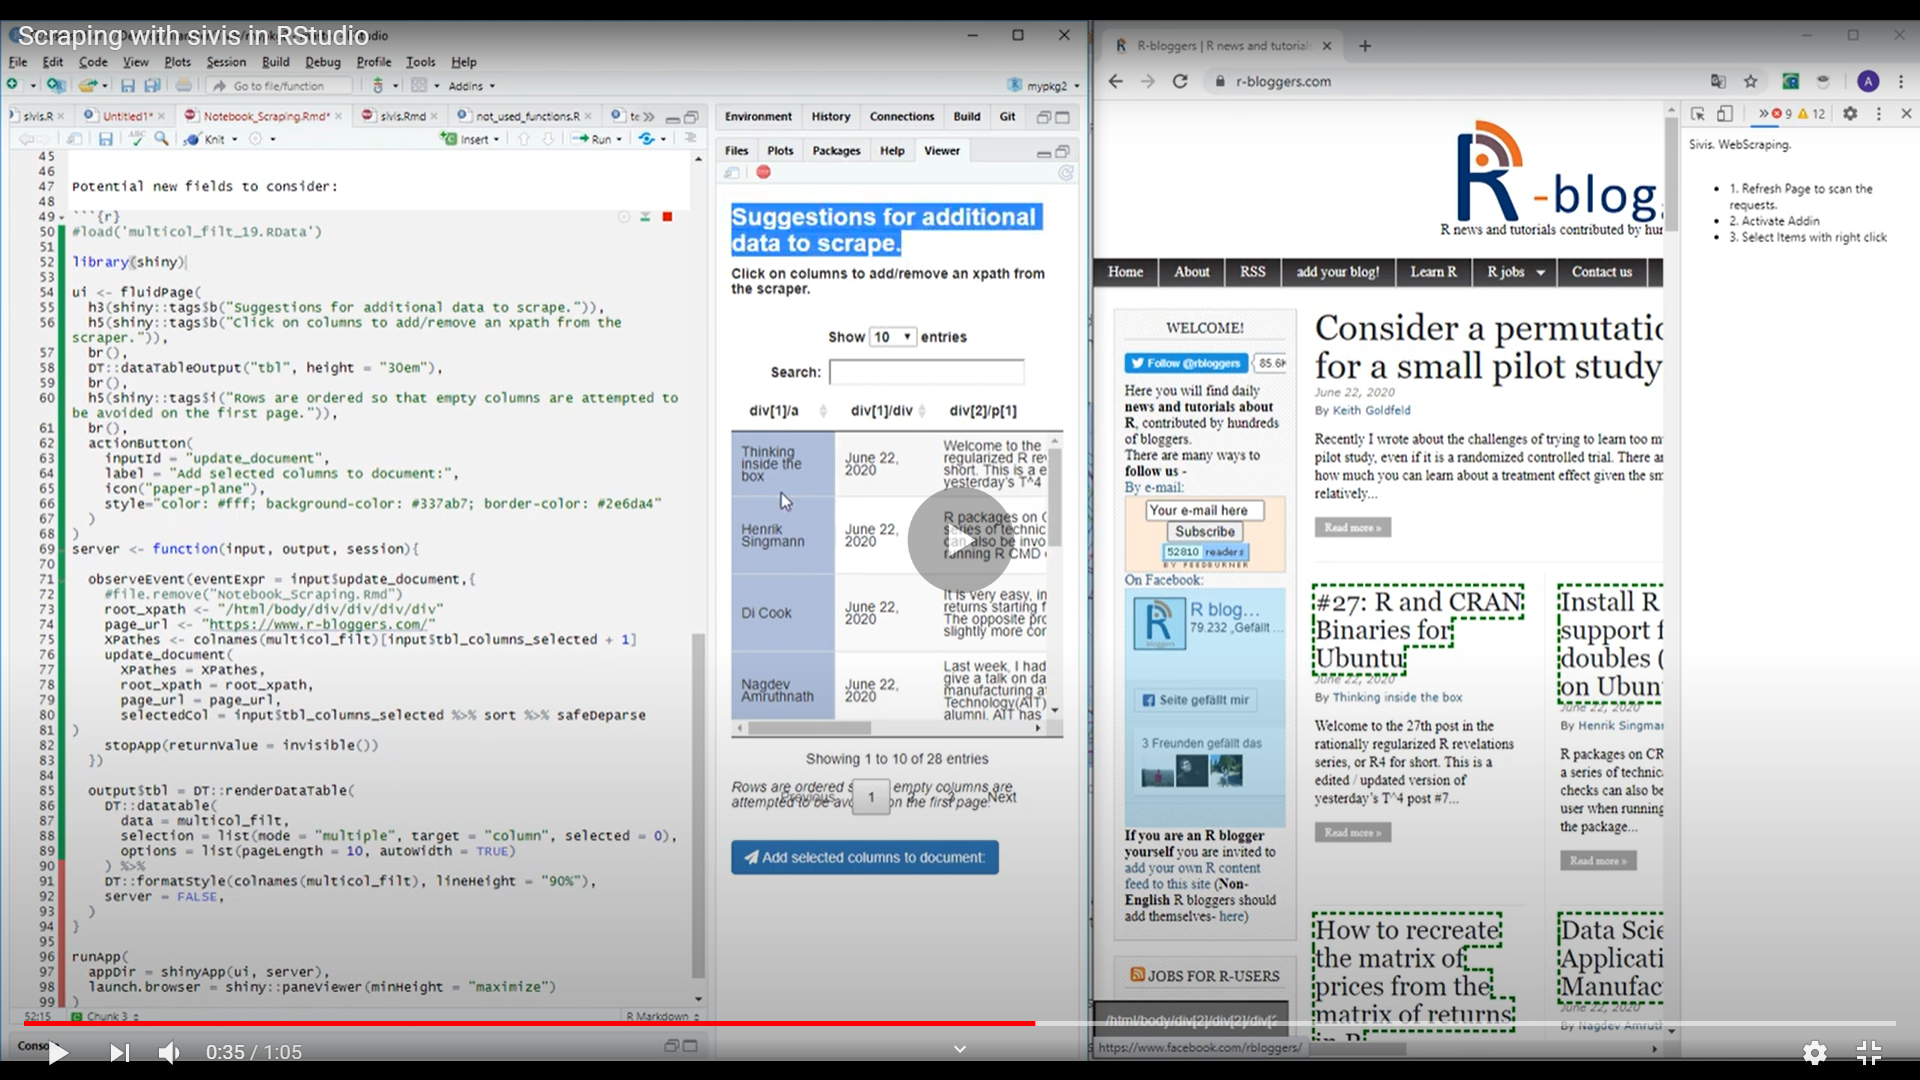 Scraping with sivis in RStudio
File Edit Code View Plots Session Build Debug Profile Tools Help
Go to file/function Addins mypkg2
sivis.R Untitled1* Notebook_Scraping.Rmd* sivis.Rmd not_used_functions.R te
Knit Insert Run
45
46
47 Potential new fields to consider:
48
49 ```{r}
50 #load('multicol_filt_19.RData')
51
52 library(shiny)
53
54 ui <- fluidPage(
55 h3(shiny::tags$b("Suggestions for additional data to scrape.")),
56 h5(shiny::tags$b("Click on columns to add/remove an xpath from the
scraper.")),
57 br(),
58 DT::dataTableOutput("tbl", height = "30em"),
59 br(),
60 h5(shiny::tags$i("Rows are ordered so that empty columns are attempted to
be avoided on the first page.")),
61 br(),
62 actionButton(
63 inputId = "update_document",
64 label = "Add selected columns to document:",
65 icon("paper-plane"),
66 style="color: #fff; background-color: #337ab7; border-color: #2e6da4"
67 )
68 )
69 server <- function(input, output, session){
70
71 observeEvent(eventExpr = input$update_document,{
72 #file.remove("Notebook_Scraping.Rmd")
73 root_xpath <- "/html/body/div/div/div/div"
74 page_url <- "https://www.r-bloggers.com/"
75 XPathes <- colnames(multicol_filt)[input$tbl_columns_selected + 1]
76 update_document(
77 XPathes = XPathes,
78 root_xpath = root_xpath,
79 page_url = page_url,
80 selectedCol = input$tbl_columns_selected %>% sort %>% safeDeparse
81 )
82 stopApp(returnValue = invisible())
83 })
84
85 output$tbl = DT::renderDataTable(
86 DT::datatable(
87 data = multicol_filt,
88 selection = list(mode = "multiple", target = "column", selected = 0),
89 options = list(pageLength = 10, autowidth = TRUE)
90 ) %>%
91 DT::formatStyle(colnames(multicol_filt), lineHeight = "90%"),
92 server = FALSE,
93 )
94 }
95
96 runApp(
97 appDir = shinyApp(ui, server),
98 launch.browser = shiny::paneViewer(minHeight = "maximize")
99 )
52:15 Chunk 3 R Markdown
Conso
0:35 / 1:05
Environment History Connections Build Git
Files Plots Packages Help Viewer
Suggestions for additional
data to scrape.
Click on columns to add/remove an xpath from
the scraper.
Show 10 entries
Search:
div[1]/a div[1]/div div[2]/p[1]
Thinking
inside the
box
June 22,
2020
Welcome to the
regularized R re
short. This is a e
yesterday's T^4
Henrik
Singmann
June 22,
2020
R packages on C
series of technic
can also be invo
running R CMD
Di Cook
June 22,
2020
It is very easy, in
returns starting f
The opposite pro
slightly more cor
Nagdev
Amruthnath
June 22,
2020
Last week, I had
give a talk on da
manufacturing a
Technology(AIT)
alumni. AIT has
Showing 1 to 10 of 28 entries
Rows are ordered s empty columns are
attempted to be avo on the first page.
Previous 1 Next
Add selected columns to document:
R-bloggers | R news and tutorial
r-bloggers.com
A
9 12
Sivis. WebScraping.
1. Refresh Page to scan the
requests.
2. Activate Addin
3. Select Items with right click
R-blog
R news and tutorials contributed by hur
Home About RSS add your blog! Learn R R jobs Contact us
WELCOME!
Follow @rbloggers 85.6K
Here you will find daily
news and tutorials about
R, contributed by hundreds
of bloggers.
There are many ways to
follow us -
By e-mail:
Your e-mail here
Subscribe
52810 readers
BY FEEDBURNER
On Facebook:
R blog...
79.232 „Gefällt ...
bloggers
Seite gefällt mir
3 Freunden gefällt das
If you are an R blogger
yourself you are invited to
add your own R content
feed to this site (Non-
English R bloggers should
add themselves- here)
JOBS FOR R-USERS
/html/body/div[2]/div[2]/div[2
https://www.facebook.com/rbloggers/
Consider a permutatio
for a small pilot study
June 22, 2020
By Keith Goldfeld
Recently I wrote about the challenges of trying to learn too m
pilot study, even if it is a randomized controlled trial. There ar
how much you can learn about a treatment effect given the sm
relatively...
Read more »
#27: R and CRAN
Binaries for
Ubuntu
June 22, 2020
By Thinking inside the box
Welcome to the 27th post in the
rationally regularized R revelations
series, or R4 for short. This is a
edited / updated version of
yesterday's T^4 post #7...
Read more »
Install R
support f
doubles (
on Ubun
June 22, 2020
By Henrik Singmar
R packages on CR
a series of technic
checks can also be
user when running
the package...
Read more »
How to recreate
the matrix of
prices from the
matrix of returns
in R
Data Scie
Applicati
Manufac
June 22, 2020
By Nagdev Amruth